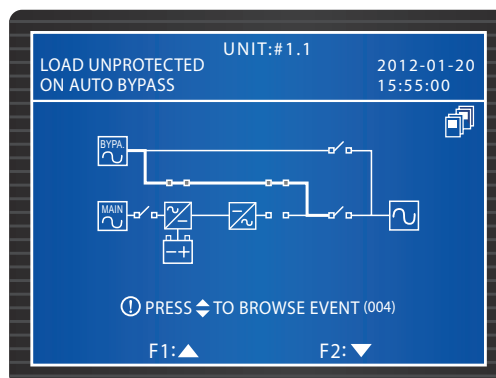 UNIT:#1.1
LOAD UNPROTECTED
ON AUTO BYPASS
2012-01-20
15:55:00
BYPA.
MAIN
PRESS TO BROWSE EVENT (004)
F1: F2: